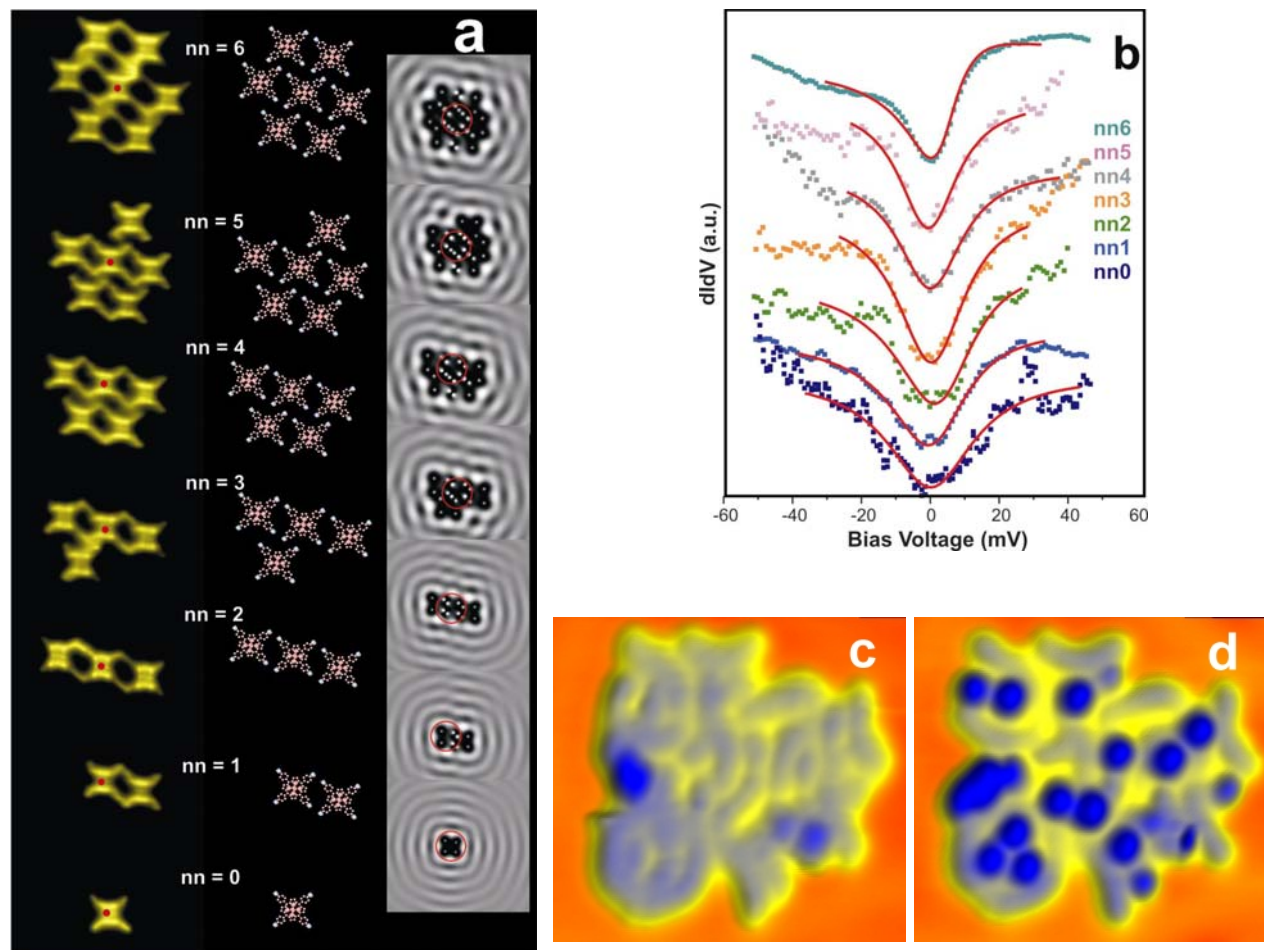 a
nn = 6
nn = 5
nn = 4
nn = 3
nn = 2
nn = 1
nn = 0
b
nn6
nn5
nn4
nn3
nn2
nn1
nn0
dIdV (a.u.)
-60 -40 -20 0 20 40 60
Bias Voltage (mV)
c
d